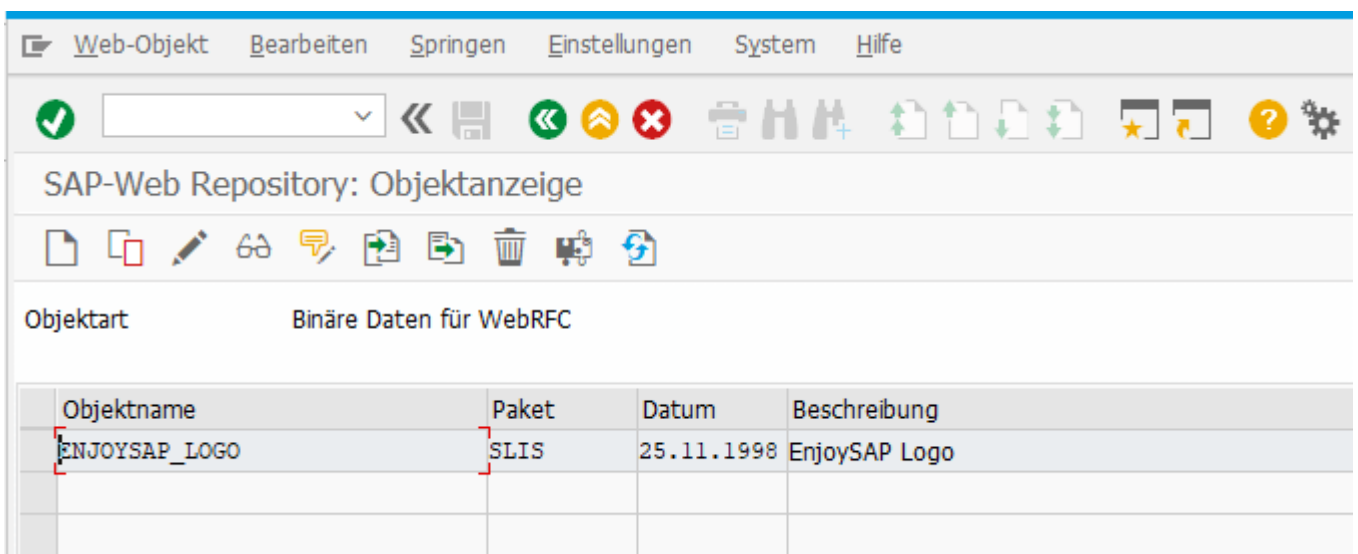 Web-Objekt Bearbeiten Springen Einstellungen System Hilfe
SAP-Web Repository: Objektanzeige
Objektart Binäre Daten für WebRFC
Objektname Paket Datum Beschreibung
ENJOYSAP_LOGO SLIS 25.11.1998 EnjoySAP Logo